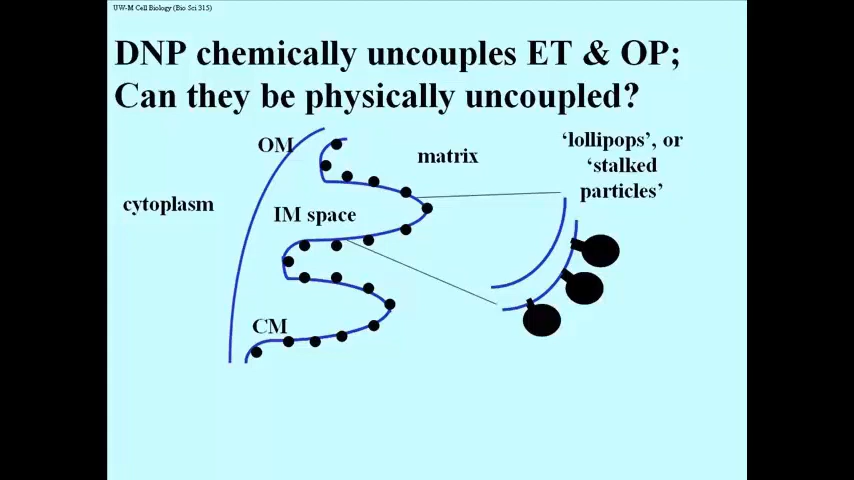 UW-M Cell Biology (Bio Sci 315)
DNP chemically uncouples ET & OP;
Can they be physically uncoupled?
OM
matrix
‘lollipops’, or
‘stalked
particles’
cytoplasm
IM space
CM